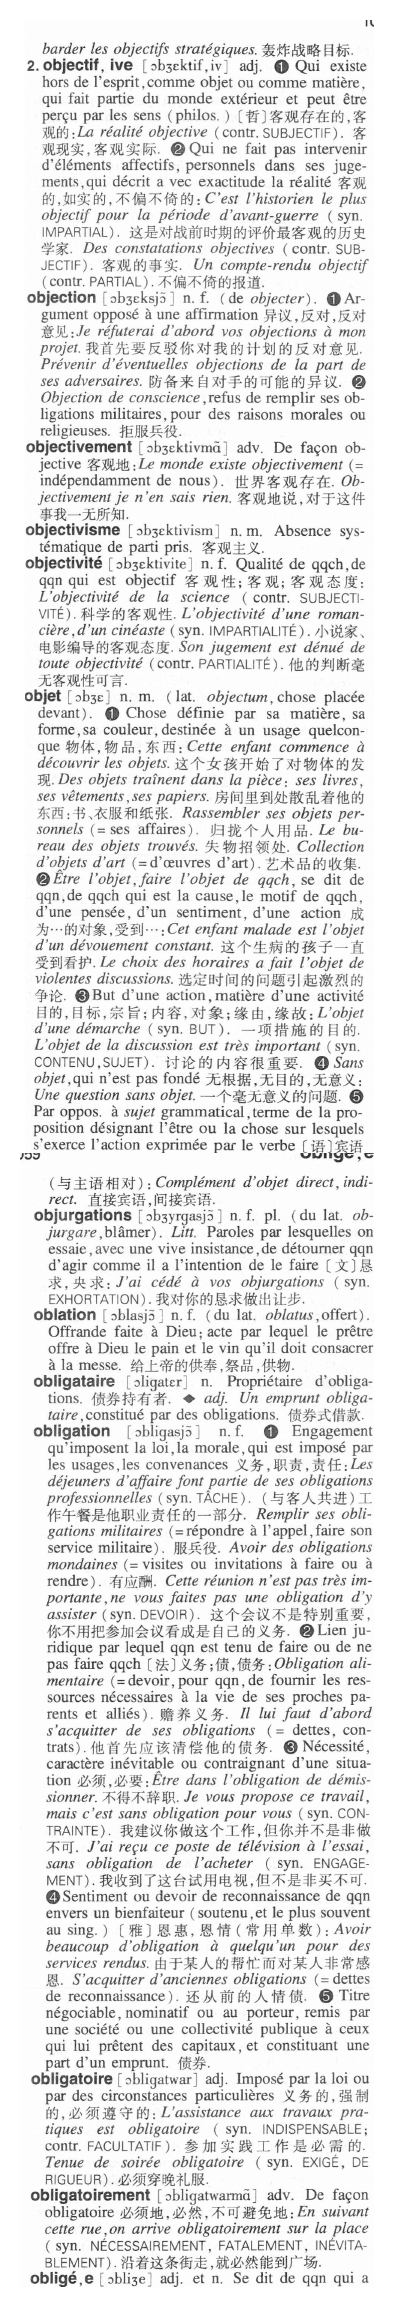 barder les objectifs stratégiques. 轰炸战略目标.
2. objectif, ive [ɔbʒɛktif,iv] adj. ❶ Qui existe
hors de l'esprit,comme objet ou comme matière,
qui fait partie du monde extérieur et peut être
perçu par les sens (philos.)[哲]客观存在的,客
观的:La réalité objective (contr. SUBJECTIF). 客
观现实,客观实际. ❷ Qui ne fait pas intervenir
d'éléments affectifs, personnels dans ses juge-
ments,qui décrit a vec exactitude la réalité 客观
的,如实的,不偏不倚的: C'est l'historien le plus
objectif pour la période d'avant-guerre (syn.
IMPARTIAL). 这是对战前时期的评价最客观的历史
学家. Des constatations objectives (contr. SUB-
JECTIF). 客观的事实. Un compte-rendu objectif
(contr. PARTIAL).不偏不倚的报道.
objection [ɔbʒɛksjɔ̃] n. f. (de objecter). ❶ Ar-
gument opposé à une affirmation 异议,反对,反对
意见:Je réfuterai d'abord vos objections à mon
projet. 我首先要反驳你对我的计划的反对意见.
Prévenir d'éventuelles objections de la part de
ses adversaires. 防备来自对手的可能的异议. ❷
Objection de conscience,refus de remplir ses ob-
ligations militaires,pour des raisons morales ou
religieuses. 拒服兵役.
objectivement [ɔbʒɛktivmɑ̃] adv. De façon ob-
jective 客观地:Le monde existe objectivement (=
indépendamment de nous). 世界客观存在. Ob-
jectivement je n'en sais rien. 客观地说,对于这件
事我一无所知.
objectivisme [ɔbʒɛktivism] n. m. Absence sys-
tématique de parti pris. 客观主义.
objectivité [ɔbʒɛktivite] n. f. Qualité de qqch,de
qqn qui est objectif 客观性;客观;客观态度:
L'objectivité de la science (contr. SUBJECTI-
VITÉ).科学的客观性. L'objectivité d'une roman-
cière,d'un cinéaste (syn. IMPARTIALITÉ).小说家、
电影编导的客观态度. Son jugement est dénué de
toute objectivité (contr. PARTIALITÉ).他的判断毫
无客观性可言.
objet [ɔbʒɛ] n. m. (lat. objectum,chose placée
devant). ❶ Chose définie par sa matière, sa
forme,sa couleur,destinée à un usage quelcon-
que 物体,物品,东西: Cette enfant commence à
découvrir les objets. 这个女孩开始了对物体的发
现. Des objets traînent dans la pièce: ses livres,
ses vêtements,ses papiers. 房间里到处散乱着他的
东西:书、衣服和纸张. Rassembler ses objets per-
sonnels (= ses affaires). 归拢个人用品. Le bu-
reau des objets trouvés. 失物招领处. Collection
d'objets d'art (=d'œuvres d'art).艺术品的收集.
❷ Être l'objet,faire l'objet de qqch, se dit de
qqn,de qqch qui est la cause,le motif de qqch,
d'une pensée, d'un sentiment, d'une action 成
为…的对象,受到…:Cet enfant malade est l'objet
d'un dévouement constant. 这个生病的孩子一直
受到看护. Le choix des horaires a fait l'objet de
violentes discussions. 选定时间的问题引起激烈的
争论. ❸ But d'une action,matière d'une activité
目的,目标,宗旨;内容,对象;缘由,缘故: L'objet
d'une démarche (syn. BUT). 一项措施的目的.
L'objet de la discussion est très important (syn.
CONTENU,SUJET). 讨论的内容很重要. ❹ Sans
objet,qui n'est pas fondé 无根据,无目的,无意义:
Une question sans objet. 一个毫无意义的问题. ❺
Par oppos. à sujet grammatical,terme de la pro-
position désignant l'être ou la chose sur lesquels
s'exerce l'action exprimée par le verbe [语]宾语
959 obligé,e
(与主语相对): Complément d'objet direct, indi-
rect. 直接宾语,间接宾语.
objurgations [ɔbʒyrgasjɔ̃] n. f. pl. (du lat. ob-
jurgare,blâmer). Litt. Paroles par lesquelles on
essaie,avec une vive insistance,de détourner qqn
d'agir comme il a l'intention de le faire [文]恳
求,央求: J'ai cédé à vos objurgations (syn.
EXHORTATION).我对你的恳求做出让步.
oblation [ɔblasjɔ̃] n. f. (du lat. oblatus,offert).
Offrande faite à Dieu; acte par lequel le prêtre
offre à Dieu le pain et le vin qu'il doit consacrer
à la messe. 给上帝的供奉,祭品,供物.
obligataire [ɔligatɛr] n. Propriétaire d'obliga-
tions. 债券持有者. ◆ adj. Un emprunt obliga-
taire,constitué par des obligations. 债券式借款.
obligation [ɔbligasjɔ̃] n. f. ❶ Engagement
qu'imposent la loi,la morale,qui est imposé par
les usages,les convenances 义务,职责,责任:Les
déjeuners d'affaire font partie de ses obligations
professionnelles (syn. TÂCHE). (与客人共进)工
作午餐是他职业责任的一部分. Remplir ses obli-
gations militaires (=répondre à l'appel,faire son
service militaire). 服兵役. Avoir des obligations
mondaines (= visites ou invitations à faire ou à
rendre). 有应酬. Cette réunion n'est pas très im-
portante,ne vous faites pas une obligation d'y
assister (syn. DEVOIR). 这个会议不是特别重要,
你不用把参加会议看成是自己的义务. ❷ Lien ju-
ridique par lequel qqn est tenu de faire ou de ne
pas faire qqch [法]义务;债,债务:Obligation ali-
mentaire (=devoir,pour qqn,de fournir les res-
sources nécessaires à la vie de ses proches pa-
rents et alliés). 赡养义务. Il lui faut d'abord
s'acquitter de ses obligations (= dettes, con-
trats). 他首先应该清偿他的债务. ❸ Nécessité,
caractère inévitable ou contraignant d'une situa-
tion 必须,必要:Être dans l'obligation de démis-
sionner. 不得不辞职. Je vous propose ce travail,
mais c'est sans obligation pour vous (syn. CON-
TRAINTE). 我建议你做这个工作,但你并不是非做
不可. J'ai reçu ce poste de télévision à l'essai,
sans obligation de l'acheter (syn. ENGAGE-
MENT).我收到了这台试用电视,但不是非买不可.
❹ Sentiment ou devoir de reconnaissance de qqn
envers un bienfaiteur (soutenu,et le plus souvent
au sing.)[雅]恩惠,恩情(常用单数): Avoir
beaucoup d'obligation à quelqu'un pour des
services rendus. 由于某人的帮忙而对某人非常感
恩. S'acquitter d'anciennes obligations (=dettes
de reconnaissance). 还从前的人情债. ❺ Titre
négociable, nominatif ou au porteur, remis par
une société ou une collectivité publique à ceux
qui lui prêtent des capitaux, et constituant une
part d'un emprunt. 债券.
obligatoire [ɔbligatwar] adj. Imposé par la loi ou
par des circonstances particulières 义务的,强制
的,必须遵守的: L'assistance aux travaux pra-
tiques est obligatoire (syn. INDISPENSABLE;
contr. FACULTATIF). 参加实践工作是必需的.
Tenue de soirée obligatoire (syn. EXIGÉ, DE
RIGUEUR).必须穿晚礼服.
obligatoirement [ɔbligatwarmɑ̃] adv. De façon
obligatoire 必须地,必然,不可避免地:En suivant
cette rue,on arrive obligatoirement sur la place
(syn. NÉCESSAIREMENT, FATALEMENT, INÉVITA-
BLEMENT).沿着这条街走,就必然能到广场.
obligé,e [ɔbliʒe] adj. et n. Se dit de qqn qui a